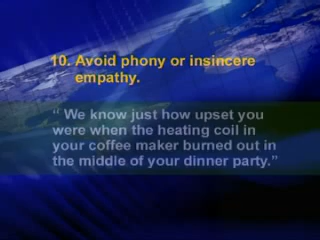 10. Avoid phony or insincere
empathy.
“ We know just how upset you
were when the heating coil in
your coffee maker burned out in
the middle of your dinner party.”